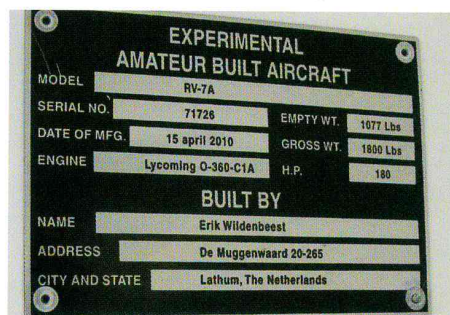 EXPERIMENTAL
AMATEUR BUILT AIRCRAFT
MODEL RV-7A
SERIAL NO. 71726 EMPTY WT. 1077 Lbs
DATE OF MFG. 15 april 2010 GROSS WT. 1800 Lbs
ENGINE Lycoming O-360-C1A H.P. 180
BUILT BY
NAME Erik Wildenbeest
ADDRESS De Muggenwaard 20-265
CITY AND STATE Lathum, The Netherlands